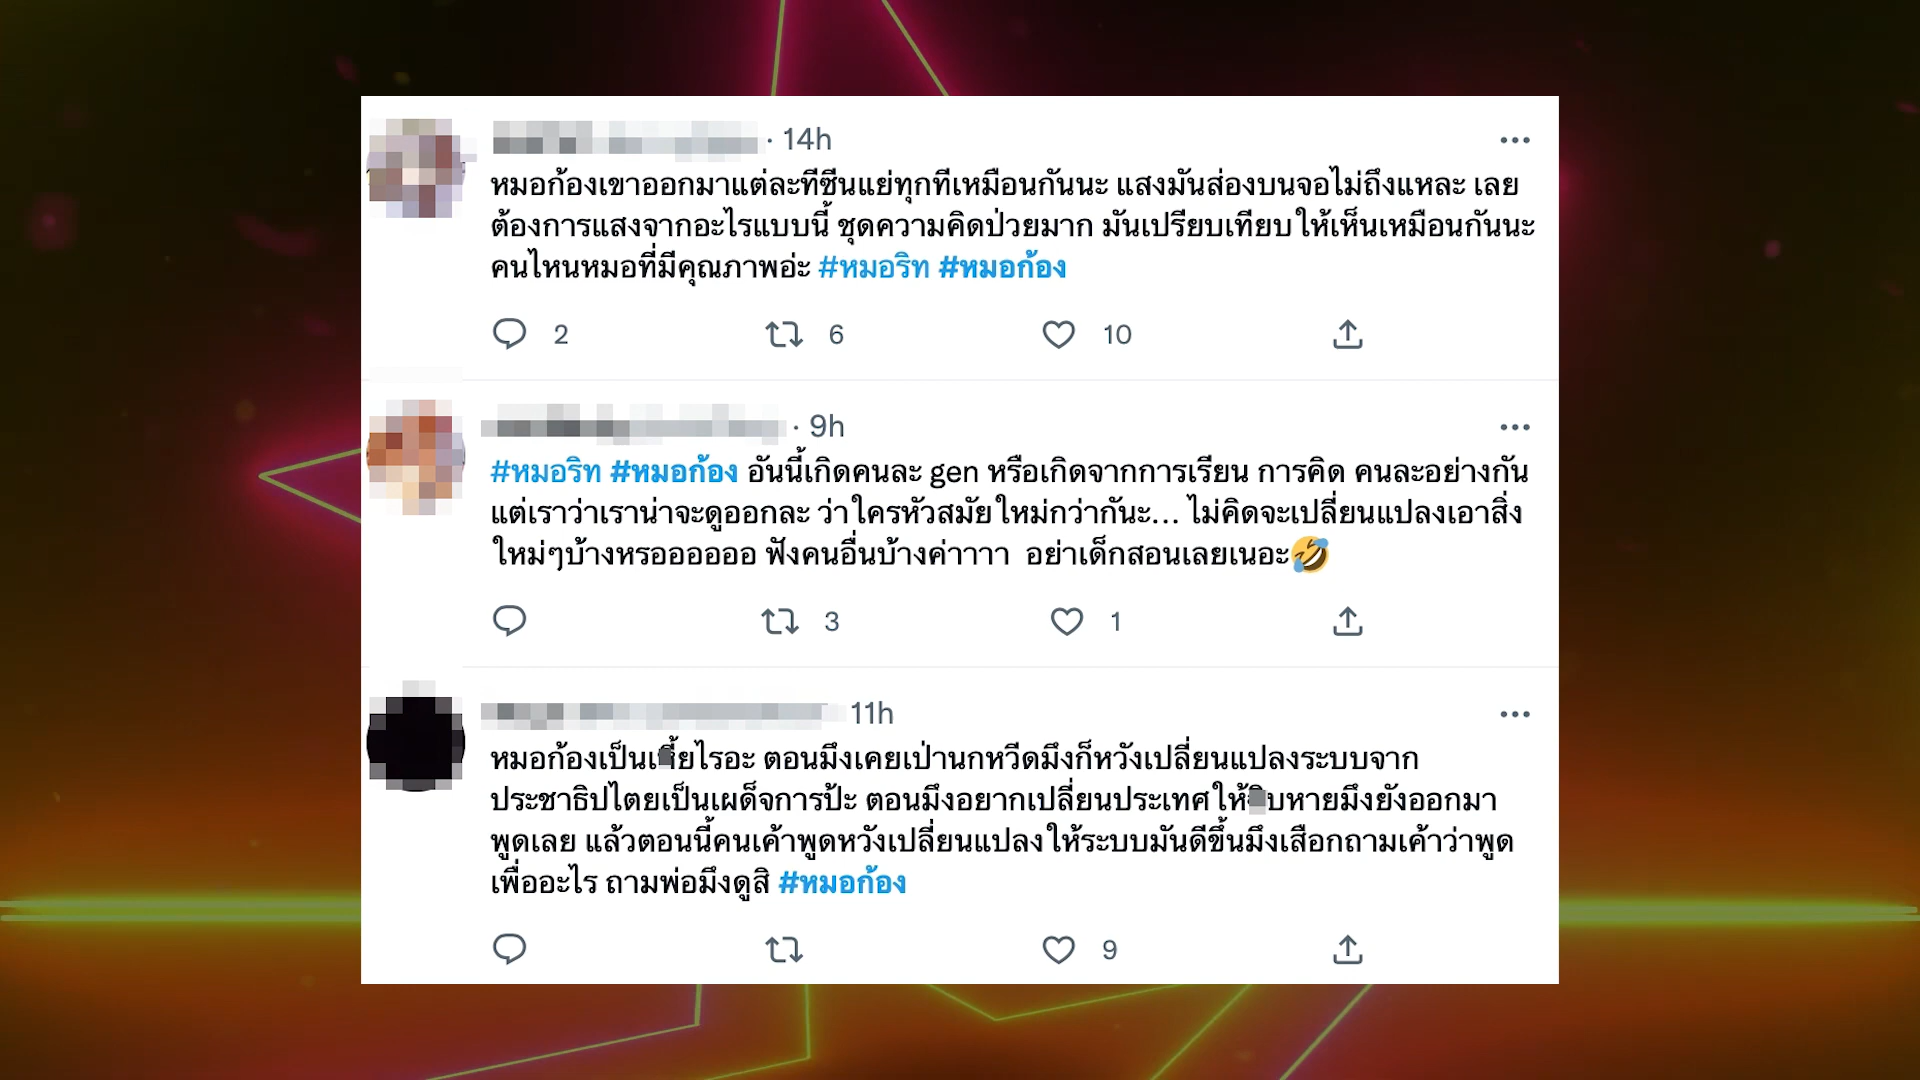 · 14h
หมอก้องเขาออกมาแต่ละทีซีนแย่ทุกทีเหมือนกันนะ แสงมันส่องบนจอไม่ถึงแหละ เลย
ต้องการแสงจากอะไรแบบนี้ ชุดความคิดป่วยมาก มันเปรียบเทียบให้เห็นเหมือนกันนะ
คนไหนหมอที่มีคุณภาพอ่ะ #หมอริท #หมอก้อง
2 6 10
· 9h
#หมอริท #หมอก้อง อันนี้เกิดคนละ gen หรือเกิดจากการเรียน การคิด คนละอย่างกัน
แต่เราว่าเราน่าจะดูออกละ ว่าใครหัวสมัยใหม่กว่ากันะ... ไม่คิดจะเปลี่ยนแปลงเอาสิ่ง
ใหม่ๆบ้างหรออออออ ฟังคนอื่นบ้างค่าาาา อย่าเด็กสอนเลยเนอะ🤣
3 1
11h
หมอก้องเป็นไรอะ ตอนมึงเคยเป่านกหวีดมึงก็หวังเปลี่ยนแปลงระบบจาก
ประชาธิปไตยเป็นเผด็จการป้ะ ตอนมึงอยากเปลี่ยนประเทศให้หายมึงยังออกมา
พูดเลย แล้วตอนนี้คนเค้าพูดหวังเปลี่ยนแปลงให้ระบบมันดีขึ้นมึงเสือกถามเค้าว่าพูด
เพื่ออะไร ถามพ่อมึงดูสิ #หมอก้อง
9